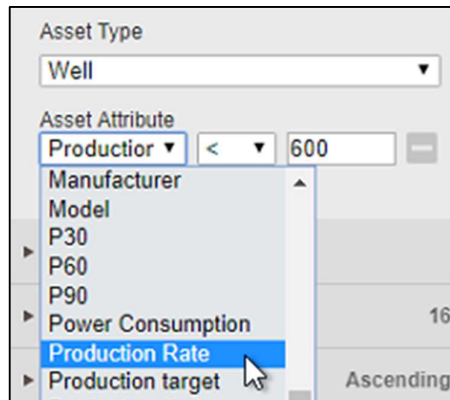 Asset Type
Well
Asset Attribute
Productior < 600
Manufacturer
Model
P30
P60
P90
Power Consumption 16
Production Rate
Production target Ascending